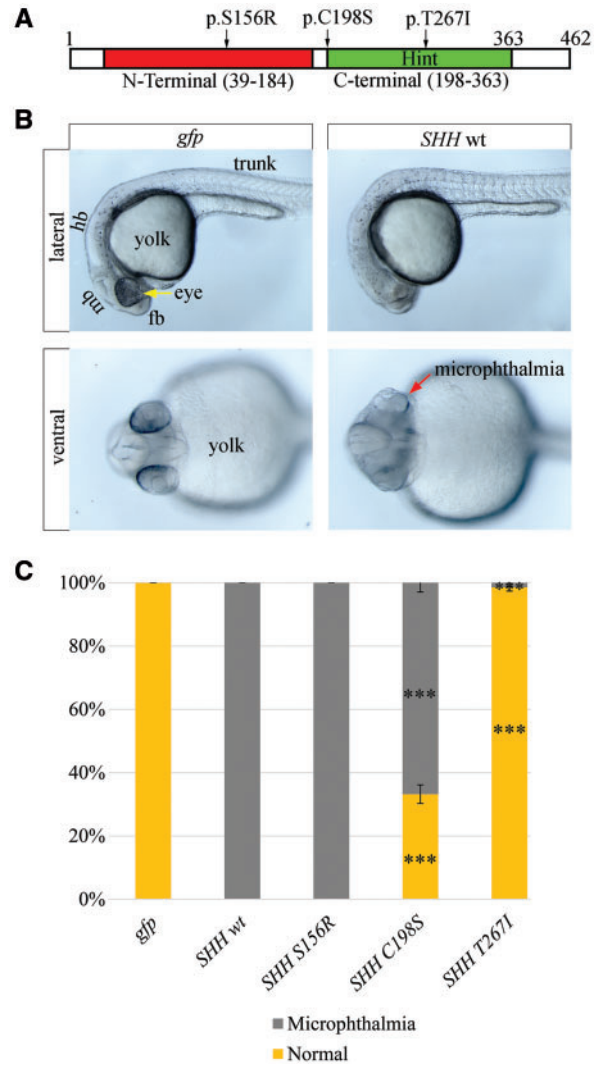 A
p.S156R
p.C198S
p.T267I
1
363
462
Hint
N-Terminal (39-184)
C-terminal (198-363)
B
gfp
SHH wt
lateral
trunk
hb
yolk
mb
eye
fb
ventral
yolk
microphthalmia
C
100%
80%
60%
40%
20%
0%
***
***
***
***
***
gfp
SHH wt
SHH S156R
SHH C198S
SHH T267I
Microphthalmia
Normal